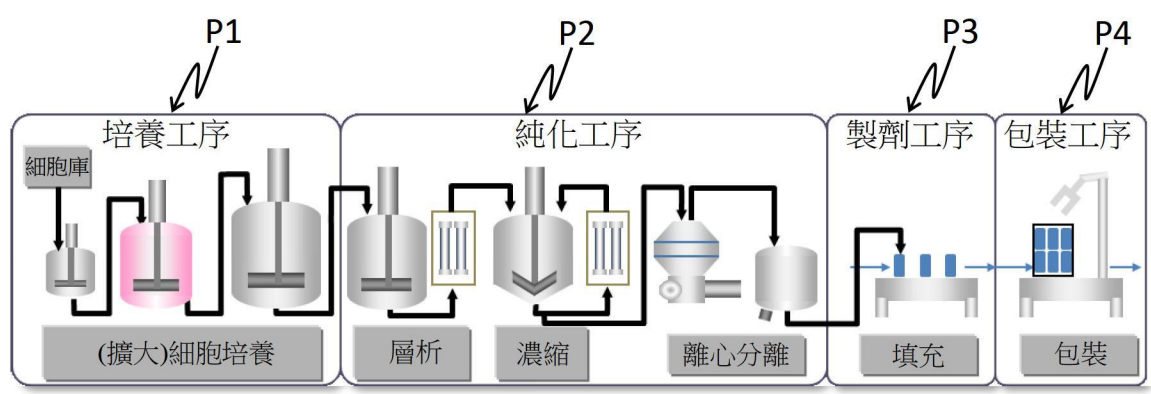 P1
P2
P3
P4
培養工序
純化工序
製劑工序
包裝工序
細胞庫
(擴大)細胞培養
層析
濃縮
離心分離
填充
包裝